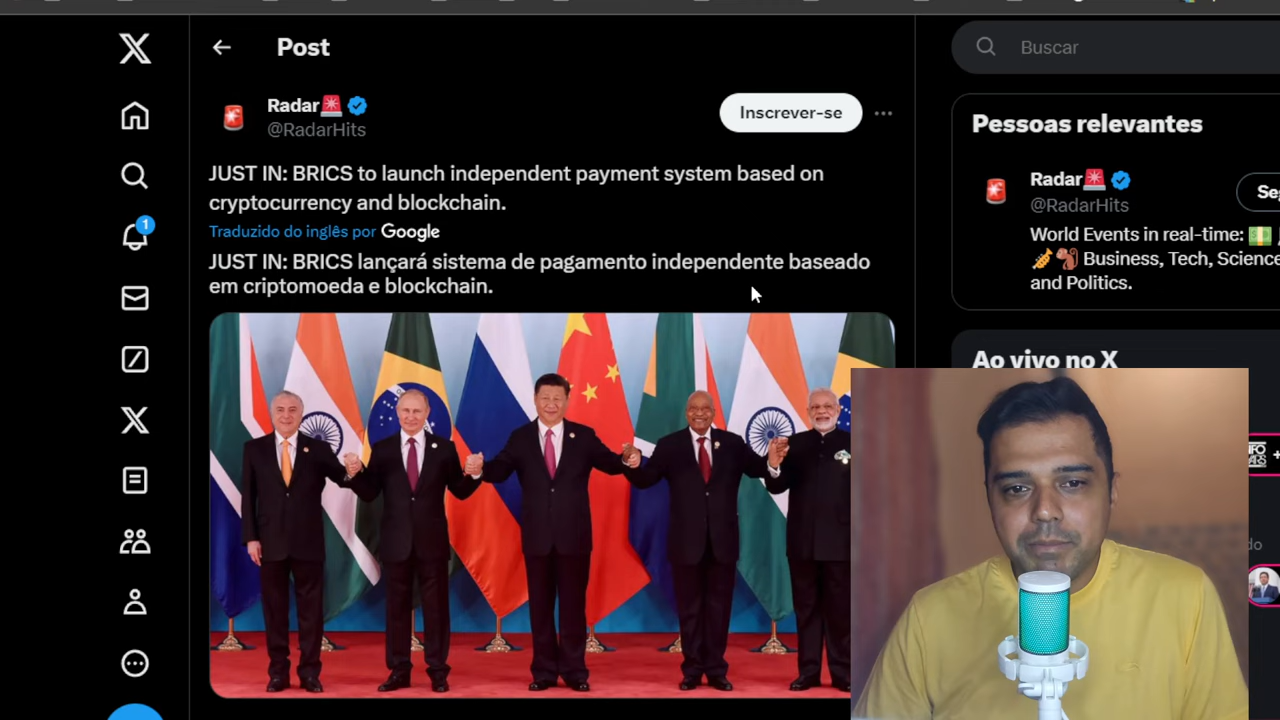 Post
Buscar
Radar🚨
@RadarHits
Inscrever-se
JUST IN: BRICS to launch independent payment system based on
cryptocurrency and blockchain.
Traduzido do inglês por Google
JUST IN: BRICS lançará sistema de pagamento independente baseado
em criptomoeda e blockchain.
1
Pessoas relevantes
Radar🚨
@RadarHits
World Events in real-time: 💵
🎺🐒 Business, Tech, Science
and Politics.
Ao vivo no X